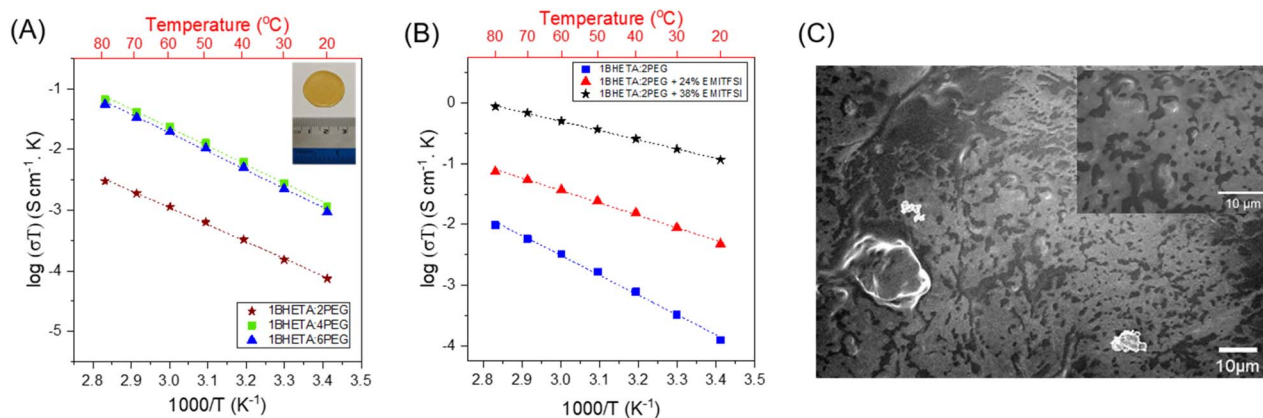 (A)
Temperature (°C)
80 70 60 50 40 30 20
log (σT) (S cm⁻¹. K)
-1
-2
-3
-4
-5
1BHETA:2PEG
1BHETA:4PEG
1BHETA:6PEG
2.8 2.9 3.0 3.1 3.2 3.3 3.4 3.5
1000/T (K⁻¹)
(B)
Temperature (°C)
80 70 60 50 40 30 20
log (σT) (S cm⁻¹. K)
0
-1
-2
-3
-4
1BHETA:2PEG
1BHETA:2PEG + 24% EMITFSI
1BHETA:2PEG + 38% EMITFSI
2.8 2.9 3.0 3.1 3.2 3.3 3.4 3.5
1000/T (K⁻¹)
(C)
10 µm
10µm